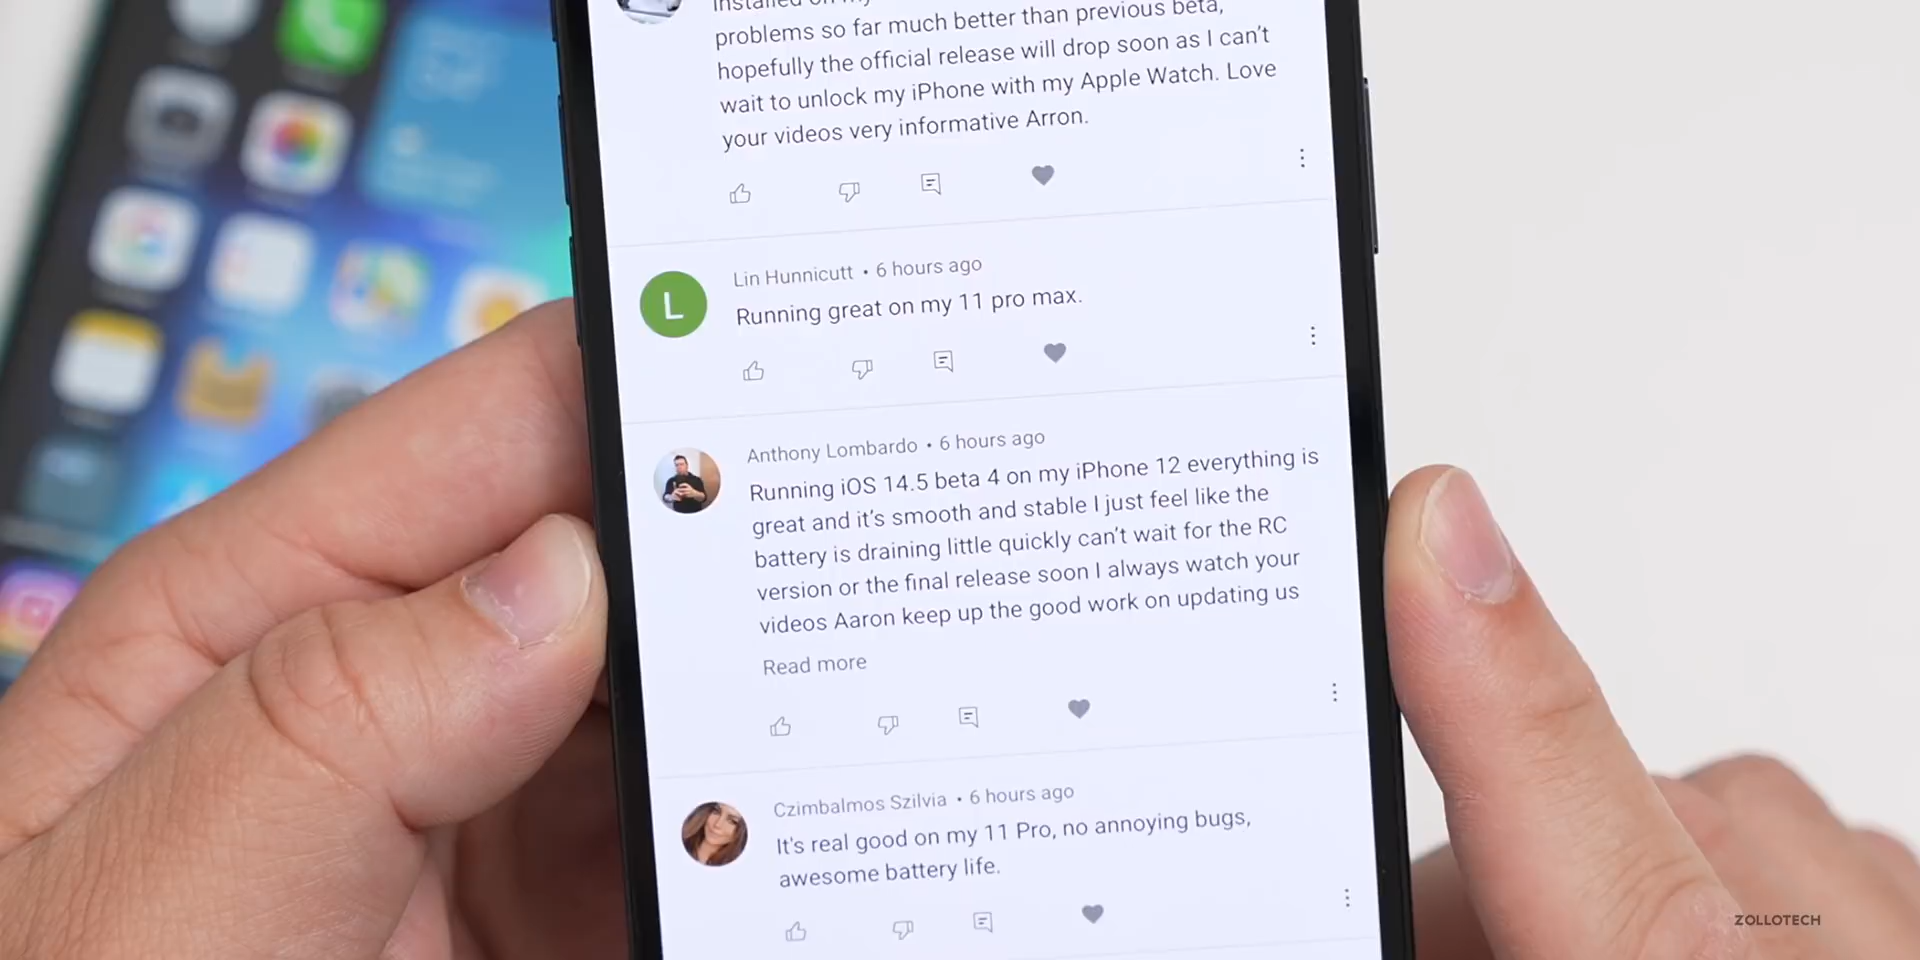 Installed on my
problems so far much better than previous beta,
hopefully the official release will drop soon as I can't
wait to unlock my iPhone with my Apple Watch. Love
your videos very informative Arron.
Lin Hunnicutt • 6 hours ago
L
Running great on my 11 pro max.
Anthony Lombardo • 6 hours ago
Running iOS 14.5 beta 4 on my iPhone 12 everything is
great and it's smooth and stable I just feel like the
battery is draining little quickly can't wait for the RC
version or the final release soon I always watch your
videos Aaron keep up the good work on updating us
Read more
Czimbalmos Szilvia • 6 hours ago
It's real good on my 11 Pro, no annoying bugs,
awesome battery life.
ZOLLOTECH